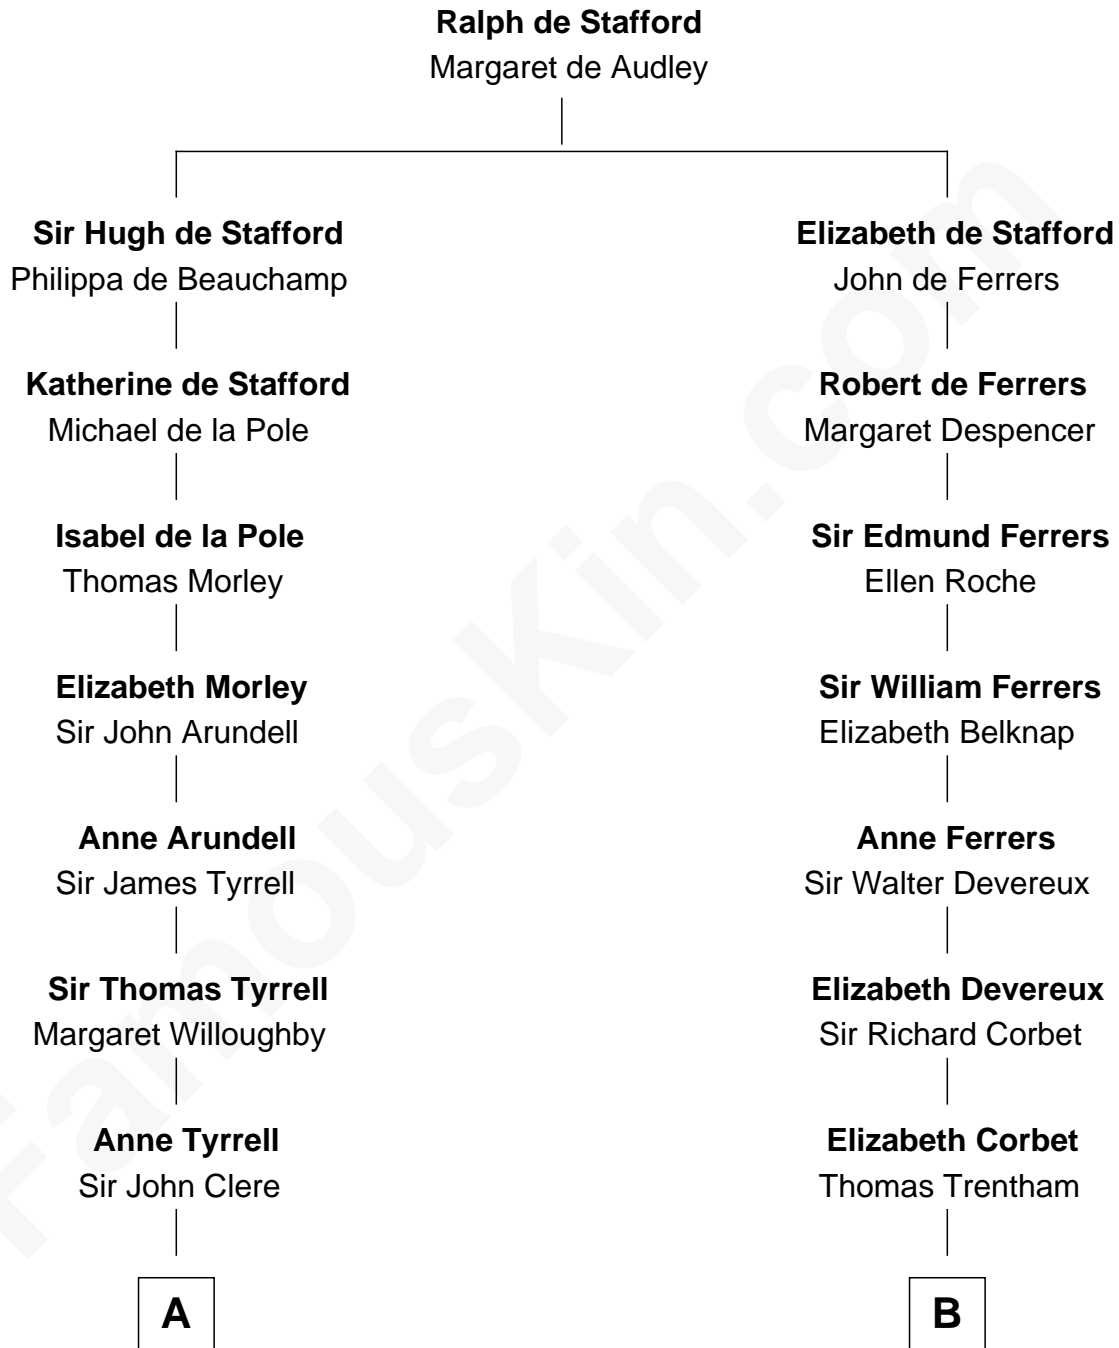 Ralph de Stafford
Margaret de Audley
Sir Hugh de Stafford
Philippa de Beauchamp
Katherine de Stafford
Michael de la Pole
Isabel de la Pole
Thomas Morley
Elizabeth Morley
Sir John Arundell
Anne Arundell
Sir James Tyrrell
Sir Thomas Tyrrell
Margaret Willoughby
Anne Tyrrell
Sir John Clere
A
Elizabeth de Stafford
John de Ferrers
Robert de Ferrers
Margaret Despencer
Sir Edmund Ferrers
Ellen Roche
Sir William Ferrers
Elizabeth Belknap
Anne Ferrers
Sir Walter Devereux
Elizabeth Devereux
Sir Richard Corbet
Elizabeth Corbet
Thomas Trentham
B
FamousKin.com